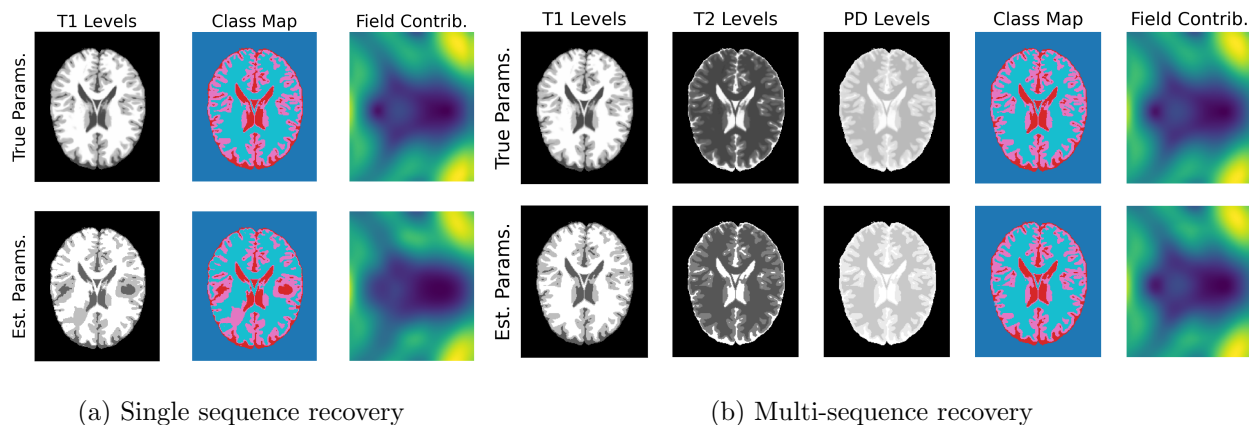 T1 Levels Class Map Field Contrib. T1 Levels T2 Levels PD Levels Class Map Field Contrib.
True Params. True Params.
Est. Params. Est. Params.
(a) Single sequence recovery (b) Multi-sequence recovery